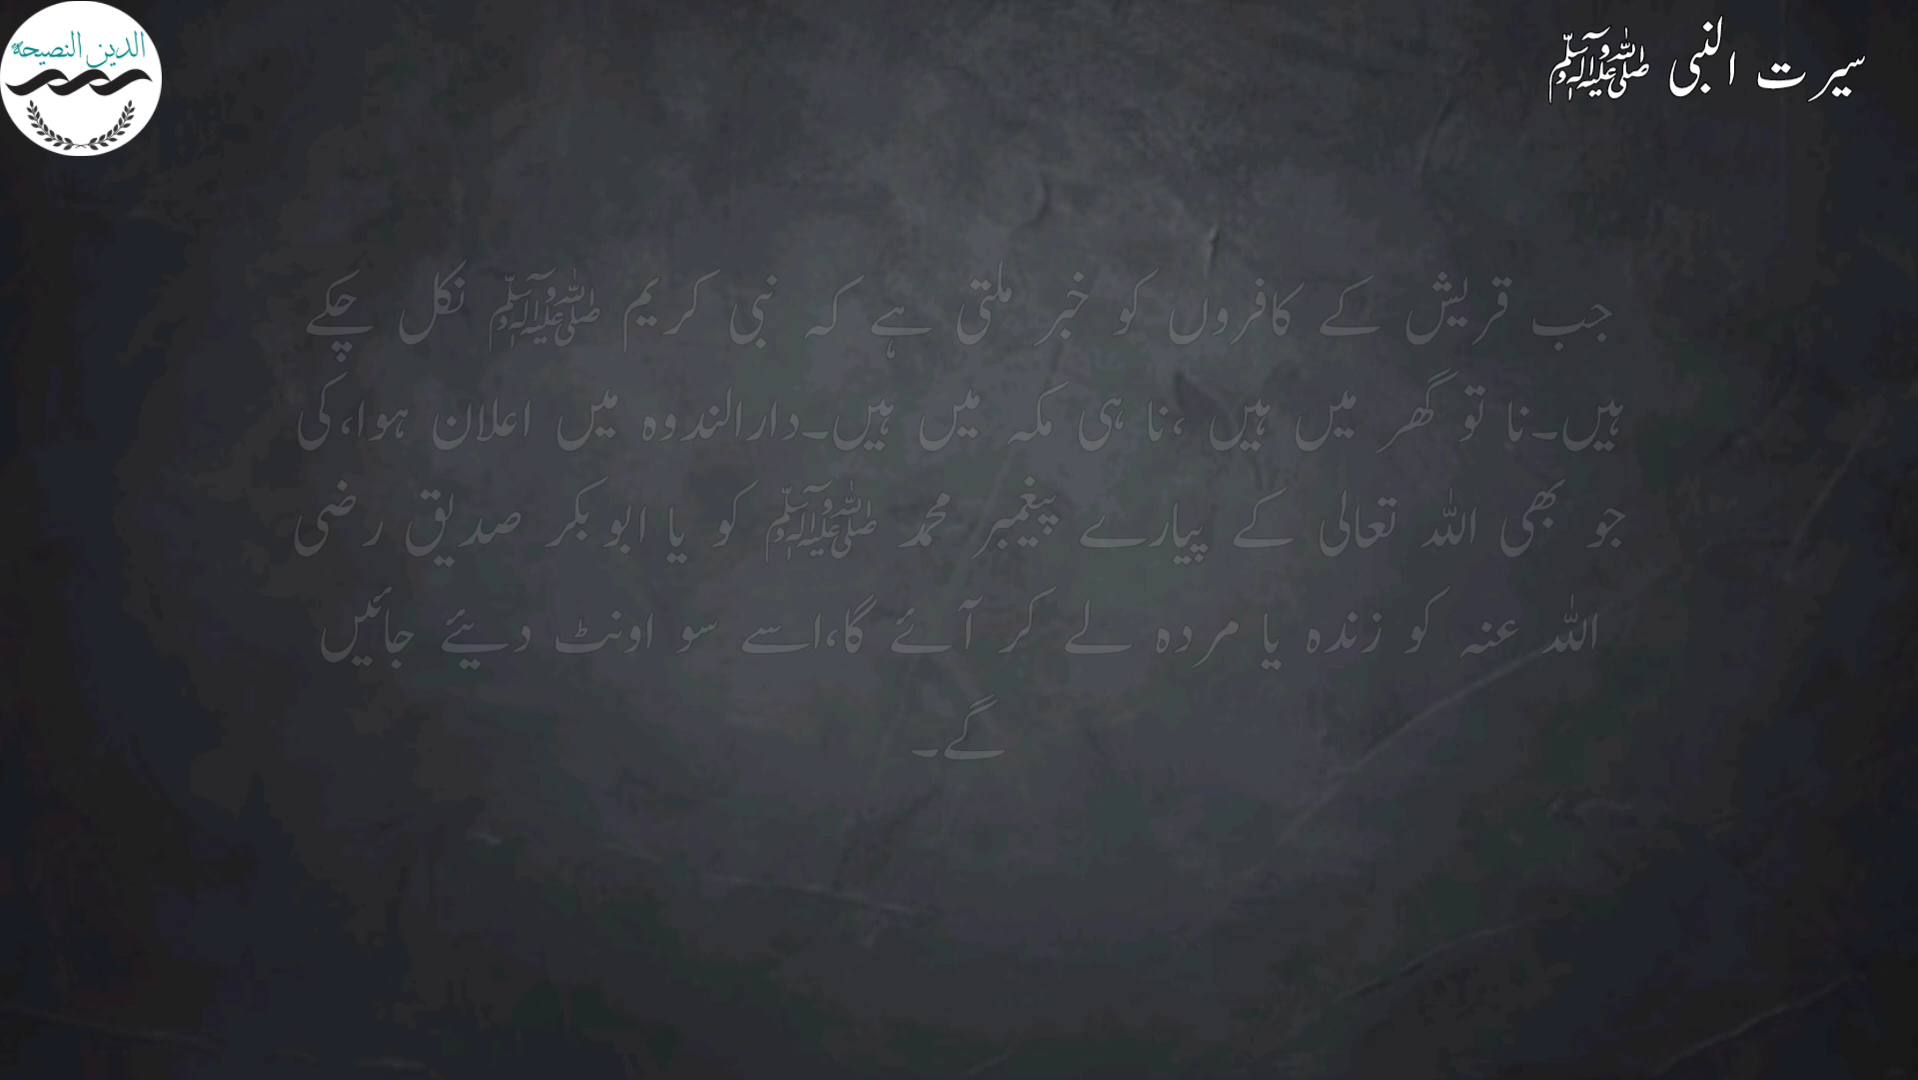 الدین النصیحة
سیرت النبی ﷺ
جب قریش کے کافروں کو خبر ملتی ہے کہ نبی کریم ﷺ نکل چکے
ہیں۔نا تو گھر میں ہیں ،نا ہی مکہ میں ہیں۔دارالندوہ میں اعلان ہوا،کی
جو بھی اللہ تعالی کے پیارے پیغمبر محمد ﷺ کو یا ابوبکر صدیق رضی
اللہ عنہ کو زندہ یا مردہ لے کر آئے گا،اسے سو اونٹ دیئے جائیں
گے۔